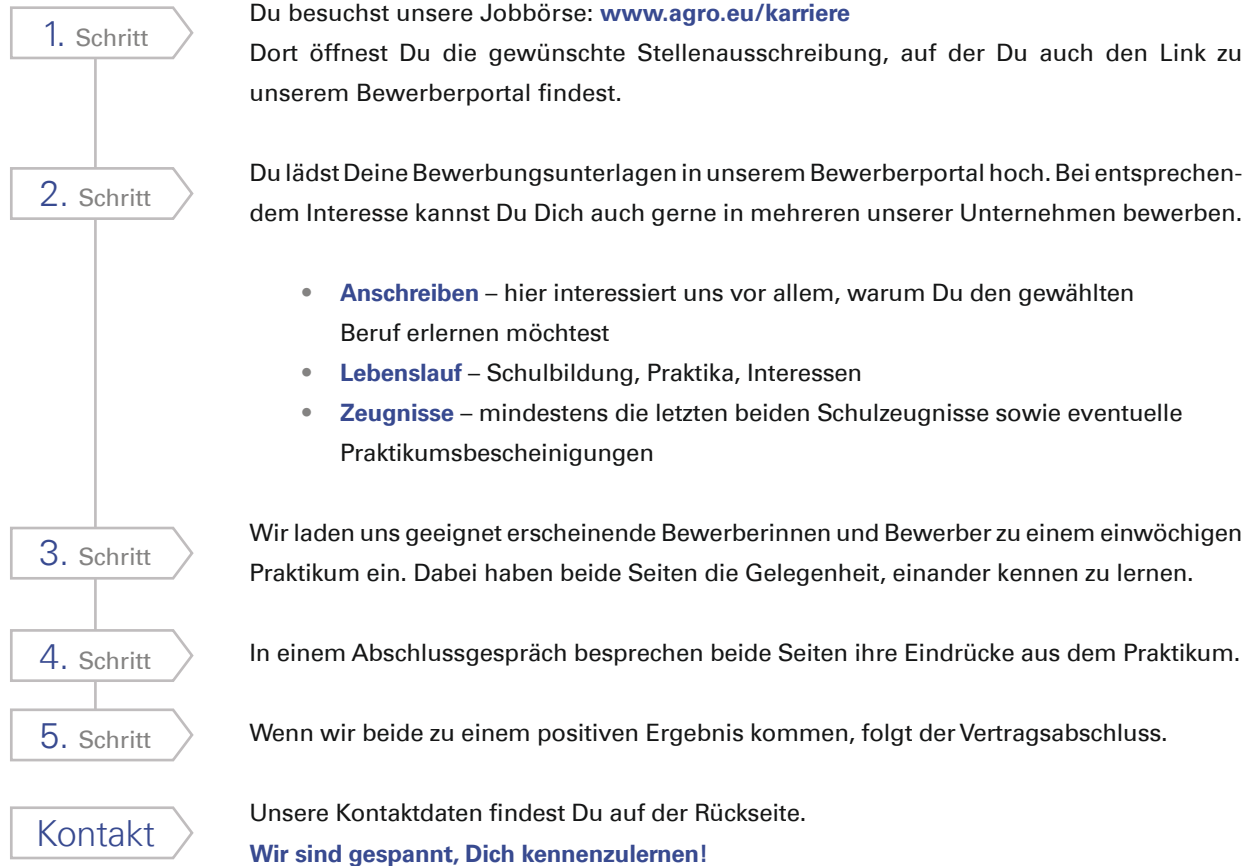 1. Schritt
Du besuchst unsere Jobbörse: www.agro.eu/karriere
Dort öffnest Du die gewünschte Stellenausschreibung, auf der Du auch den Link zu
unserem Bewerberportal findest.
2. Schritt
Du lädst Deine Bewerbungsunterlagen in unserem Bewerberportal hoch. Bei entsprechen-
dem Interesse kannst Du Dich auch gerne in mehreren unserer Unternehmen bewerben.
• Anschreiben – hier interessiert uns vor allem, warum Du den gewählten
Beruf erlernen möchtest
• Lebenslauf – Schulbildung, Praktika, Interessen
• Zeugnisse – mindestens die letzten beiden Schulzeugnisse sowie eventuelle
Praktikumsbescheinigungen
3. Schritt
Wir laden uns geeignet erscheinende Bewerberinnen und Bewerber zu einem einwöchigen
Praktikum ein. Dabei haben beide Seiten die Gelegenheit, einander kennen zu lernen.
4. Schritt
In einem Abschlussgespräch besprechen beide Seiten ihre Eindrücke aus dem Praktikum.
5. Schritt
Wenn wir beide zu einem positiven Ergebnis kommen, folgt der Vertragsabschluss.
Kontakt
Unsere Kontaktdaten findest Du auf der Rückseite.
Wir sind gespannt, Dich kennenzulernen!